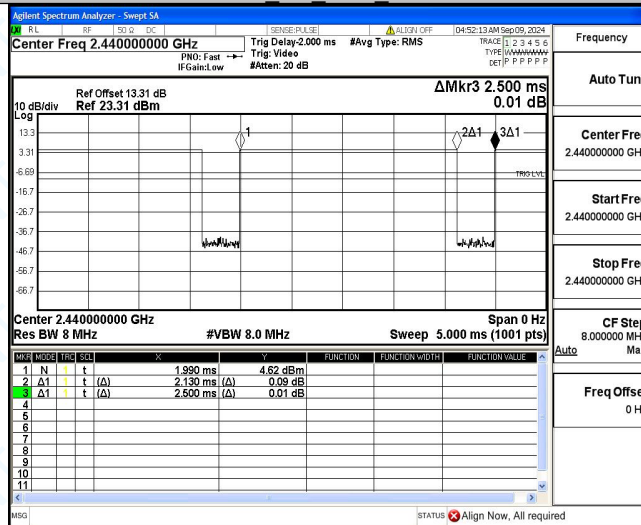 Agilent Spectrum Analyzer - Swept SA
RL RF 50 Ω DC SENSE:PULSE ALIGN OFF 04:52:13 AM Sep 09, 2024
Center Freq 2.440000000 GHz
PNO: Fast
IFGain:Low
Trig Delay-2.000 ms
Trig: Video
#Atten: 20 dB
#Avg Type: RMS
TRACE 1 2 3 4 5 6
TYPE
DET P P P P P P
Ref Offset 13.31 dB
10 dB/div Ref 23.31 dBm
Log
ΔMkr3 2.500 ms
0.01 dB
1
2Δ1
3Δ1
TRIG LVL
13.3
3.31
-6.69
-16.7
-26.7
-36.7
-46.7
-56.7
-66.7
Center 2.440000000 GHz Span 0 Hz
Res BW 8 MHz #VBW 8.0 MHz Sweep 5.000 ms (1001 pts)
MKR MODE TRC SCL X Y FUNCTION FUNCTION WIDTH FUNCTION VALUE
1 N 1 t 1.990 ms 4.62 dBm
2 Δ1 1 t (Δ) 2.130 ms (Δ) 0.09 dB
3 Δ1 1 t (Δ) 2.500 ms (Δ) 0.01 dB
4
5
6
7
8
9
10
11
MSG STATUS Align Now, All required
Frequency
Auto Tun
Center Fre
2.440000000 GH
Start Fre
2.440000000 GH
Stop Fre
2.440000000 GH
CF Ste
8.000000 MH
Auto Ma
Freq Offse
0 H